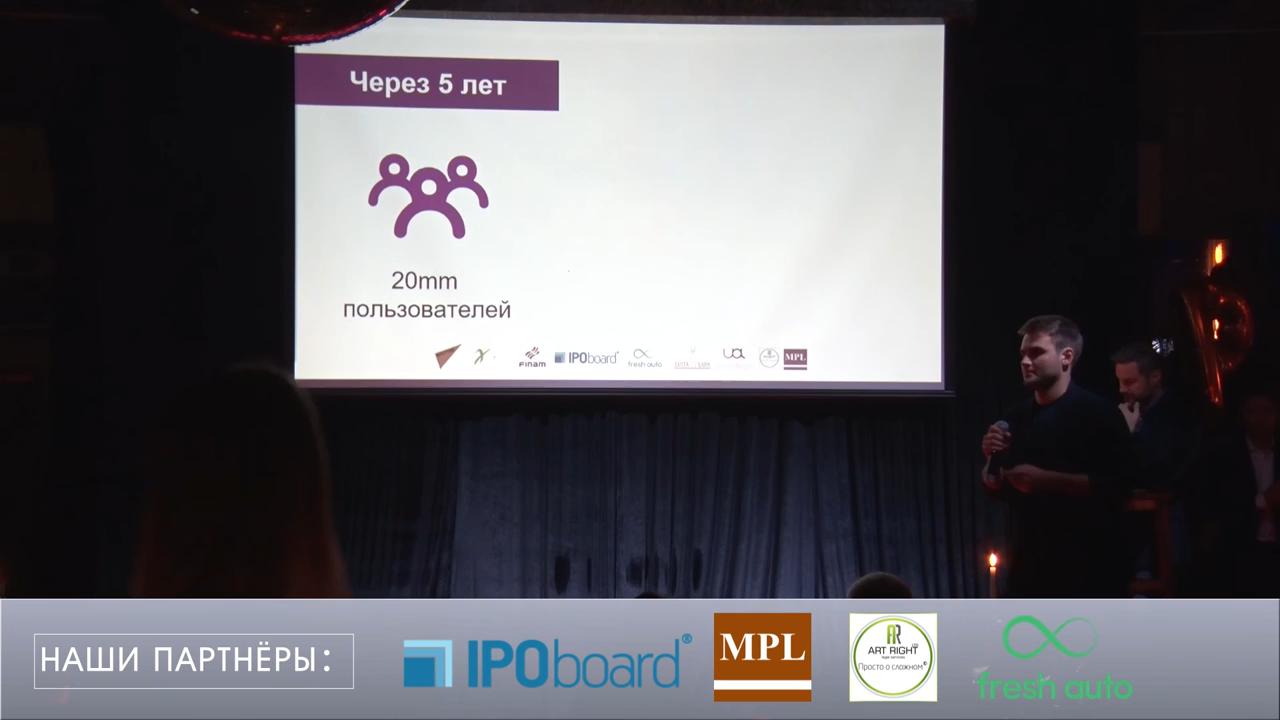 Через 5 лет
20mm
пользователей
FINAM
IPOboard
fresh auto
MPL
НАШИ ПАРТНЁРЫ:
IPOboard®
MPL
AR
ART RIGHT
Просто о сложном©
fresh auto